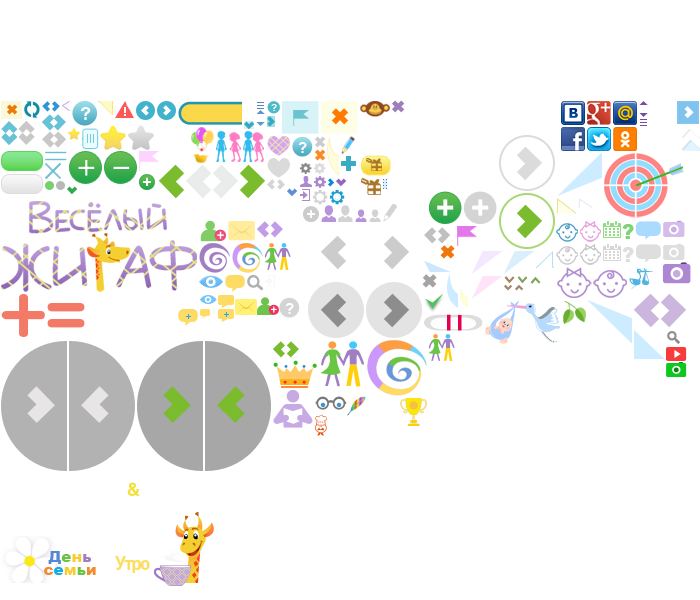 Весёлый
Жираф
&
День
семьи
Утро